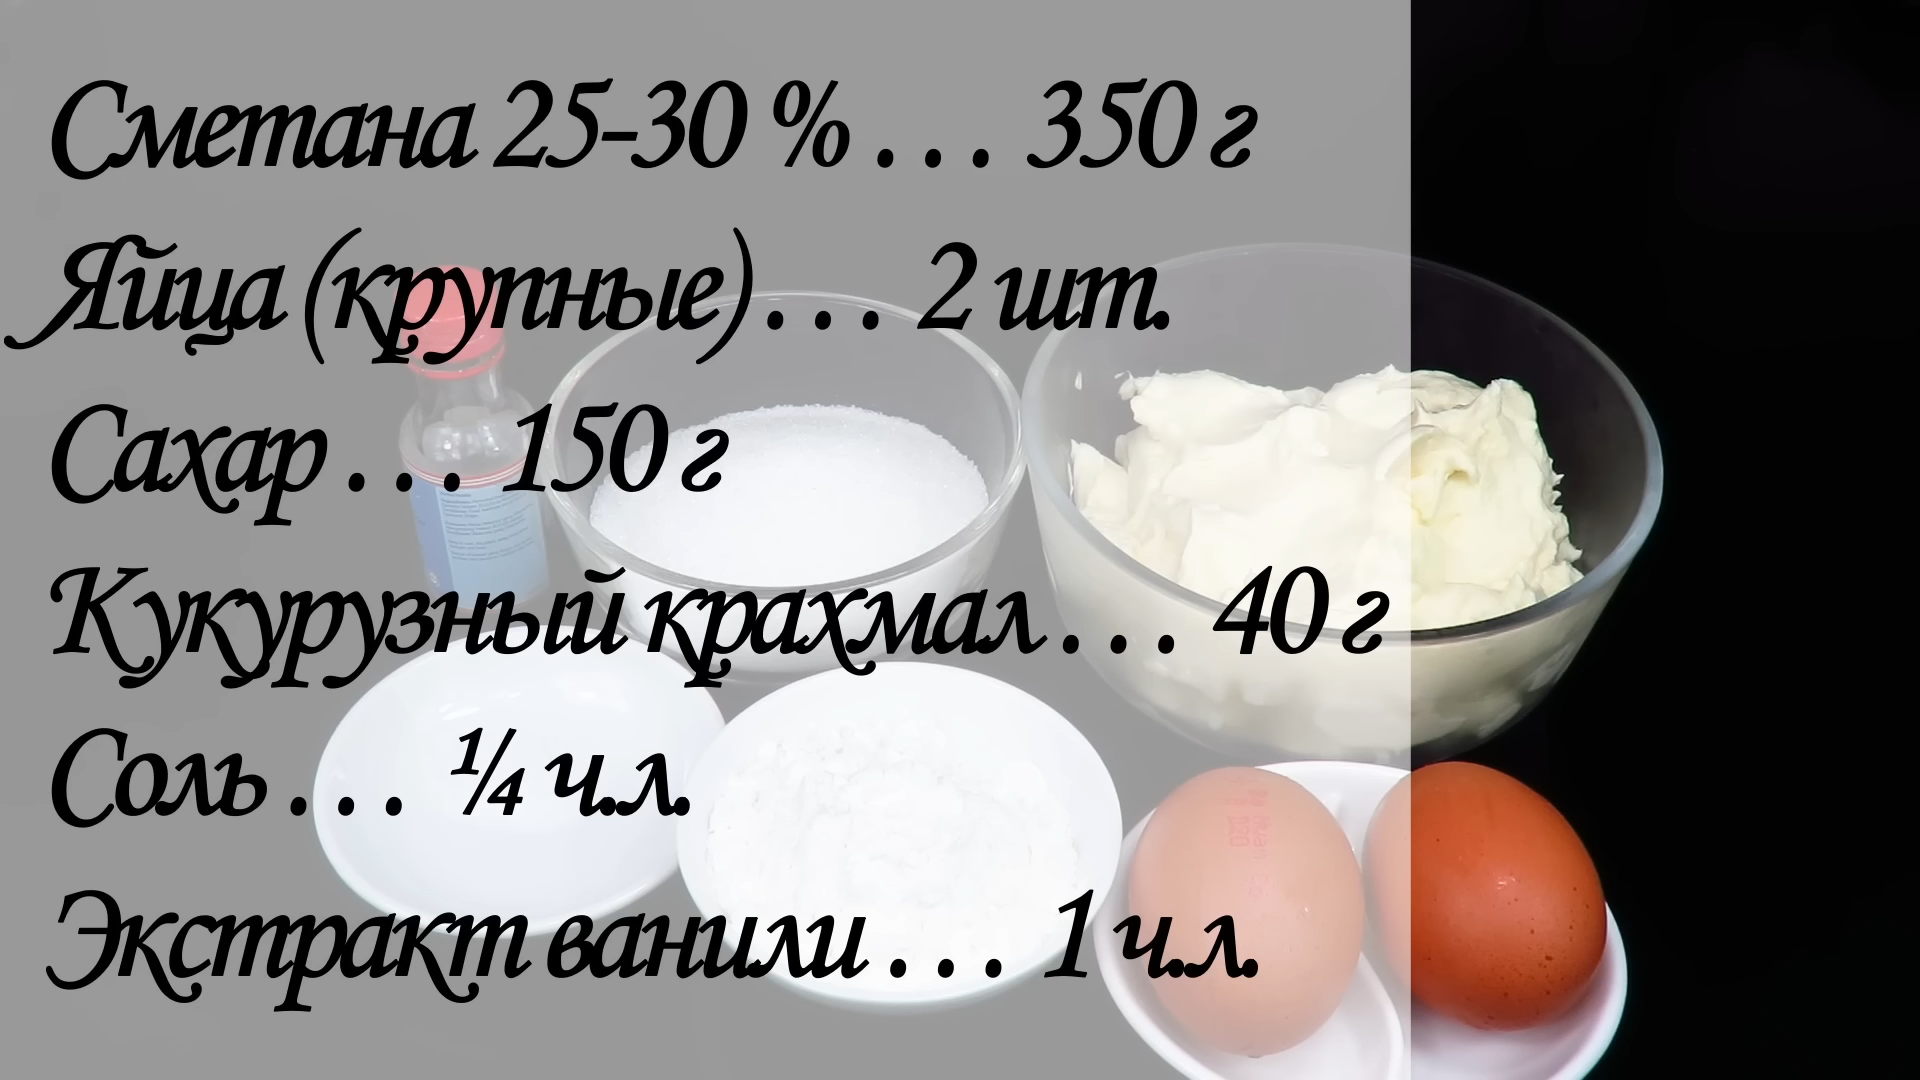 Сметана 25-30 % . . . 350 г
Яйца (крупные) . . . 2 шт.
Сахар . . . 150 г
Кукурузный крахмал . . . 40 г
Соль . . . ¼ ч.л.
Экстракт ванили . . . 1 ч.л.